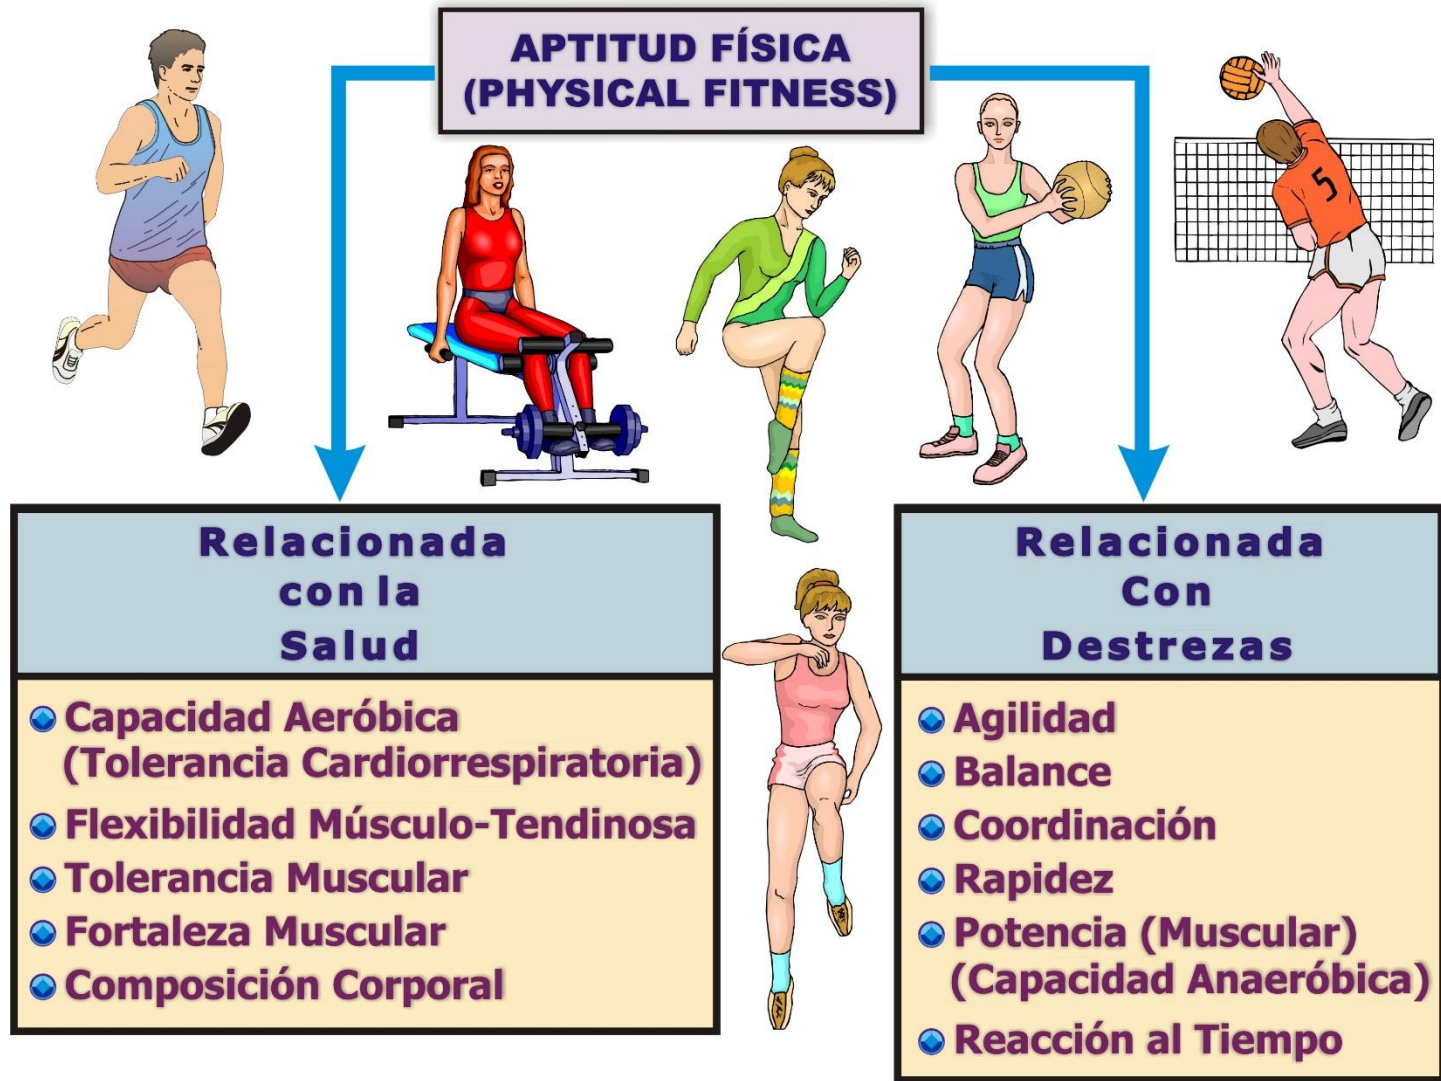 APTITUD FÍSICA
(PHYSICAL FITNESS)
5
Relacionada
con la
Salud
Capacidad Aeróbica
(Tolerancia Cardiorrespiratoria)
Flexibilidad Músculo-Tendinosa
Tolerancia Muscular
Fortaleza Muscular
Composición Corporal
Relacionada
Con
Destrezas
Agilidad
Balance
Coordinación
Rapidez
Potencia (Muscular)
(Capacidad Anaeróbica)
Reacción al Tiempo